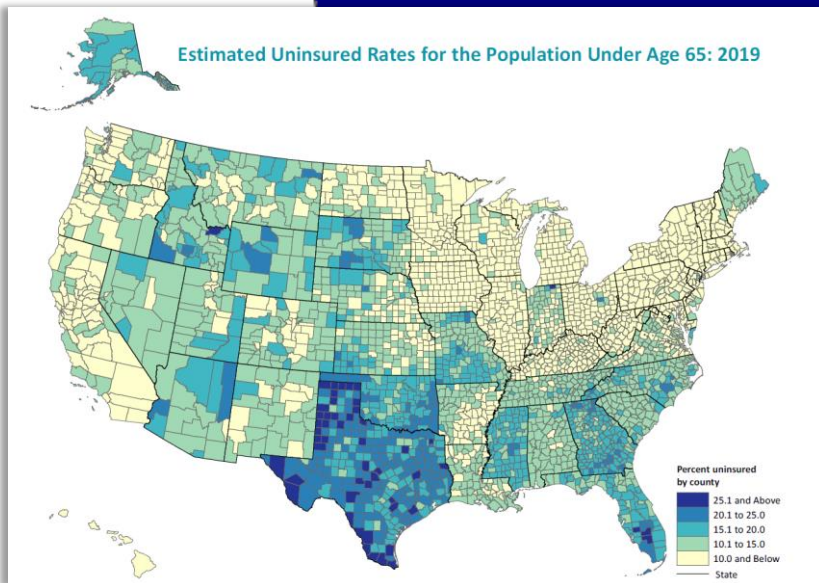 Estimated Uninsured Rates for the Population Under Age 65: 2019
Percent uninsured
by county
25.1 and Above
20.1 to 25.0
15.1 to 20.0
10.1 to 15.0
10.0 and Below
State